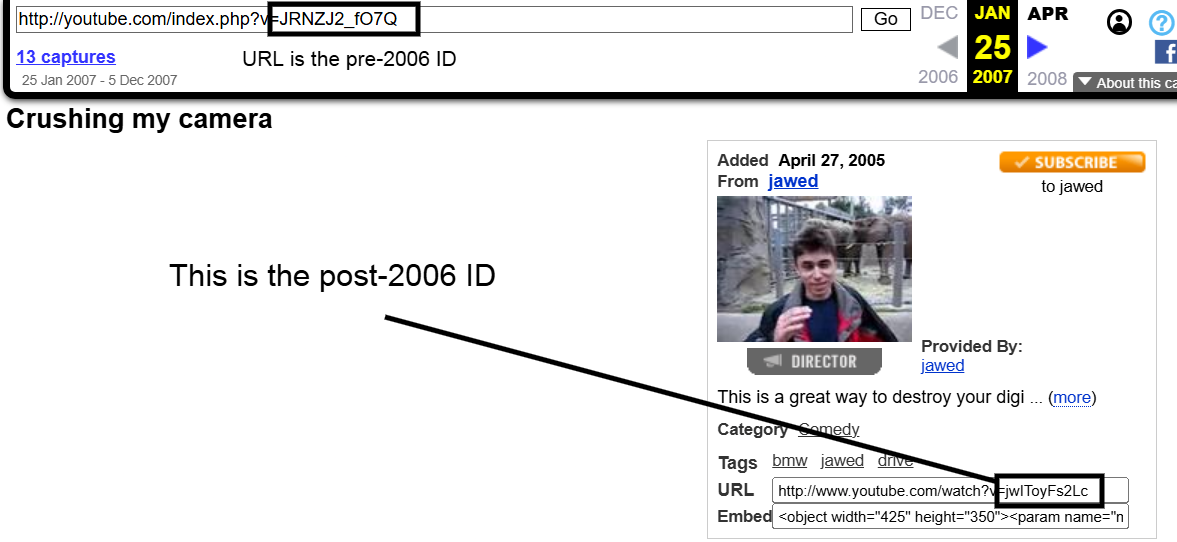 http://youtube.com/index.php?v=JRNZJ2_fO7Q
Go
DEC JAN APR
13 captures
URL is the pre-2006 ID
25
25 Jan 2007 - 5 Dec 2007
2006 2007 2008
About this ca
Crushing my camera
Added April 27, 2005
SUBSCRIBE
From jawed
to jawed
This is the post-2006 ID
DIRECTOR
Provided By:
jawed
This is a great way to destroy your digi ... (more)
Category Comedy
Tags bmw jawed drive
URL http://www.youtube.com/watch?v=jwIToyFs2Lc
Embed <object width="425" height="350"><param name="n